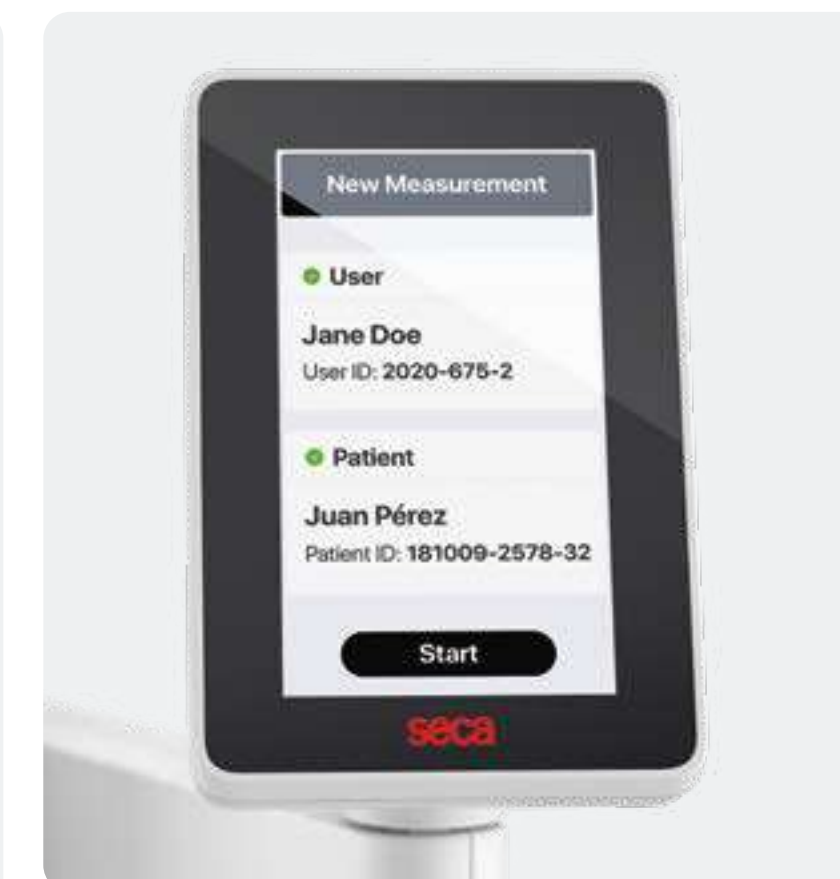 New Measurement
User
Jane Doe
User ID: 2020-675-2
Patient
Juan Pérez
Patient ID: 181009-2578-32
Start
seca